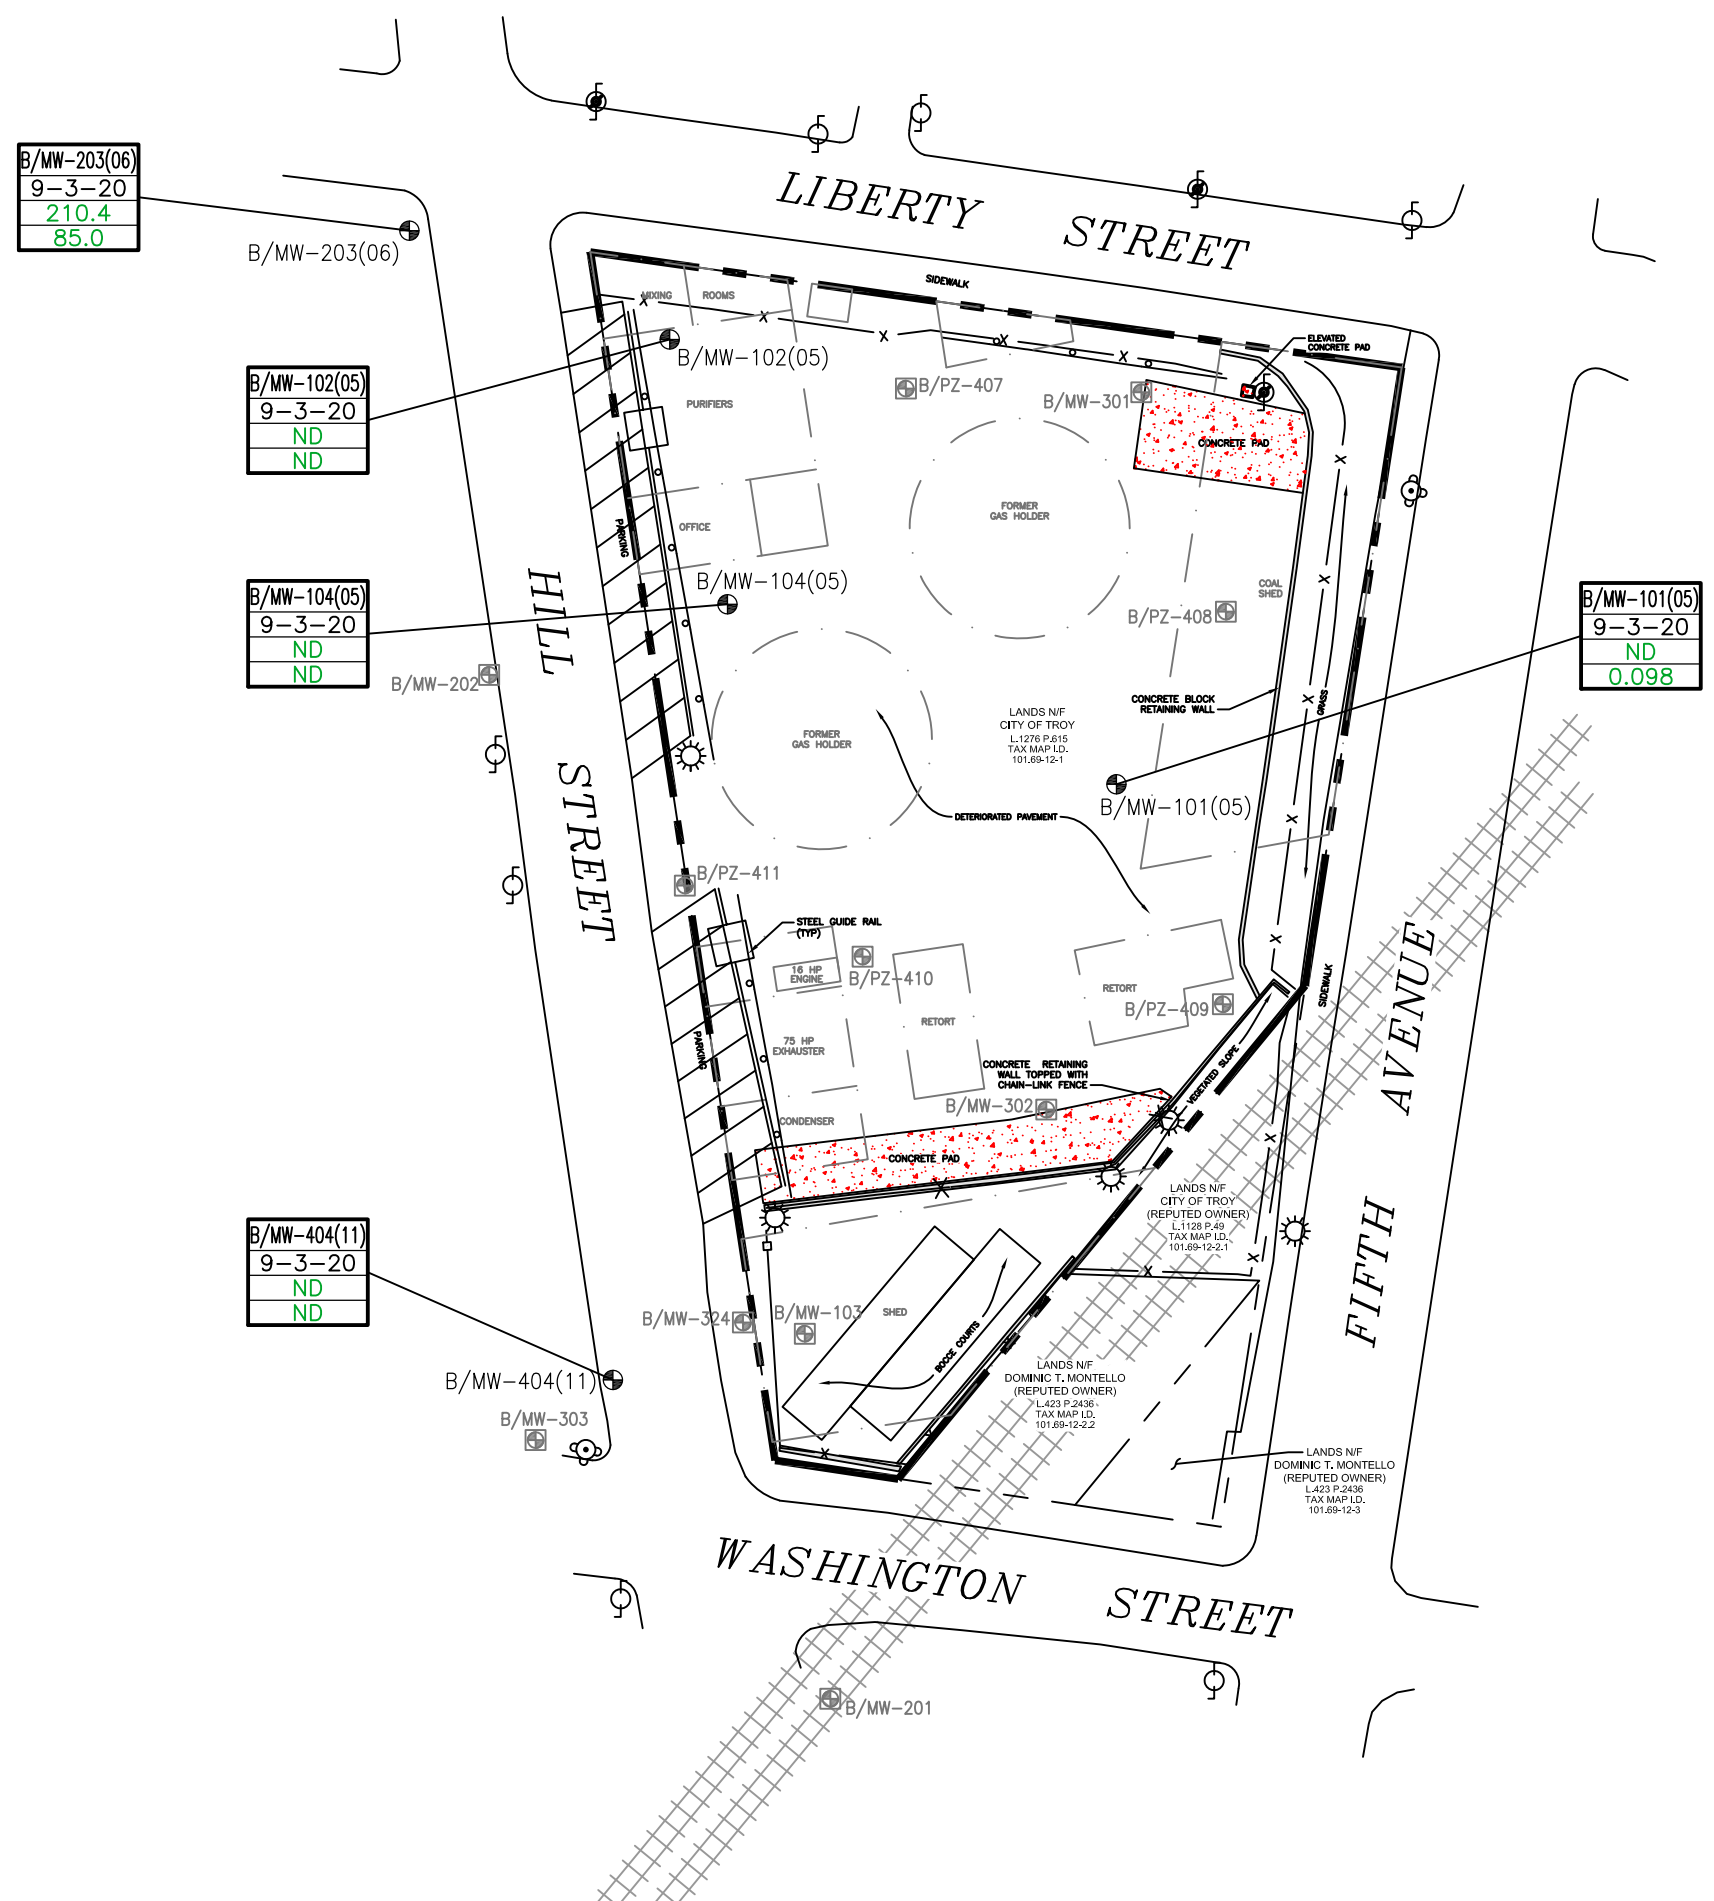 LIBERTY STREET
B/MW-203(06)
9-3-20
210.4
85.0
B/MW-203(06)
SIDEWALK
MIXING ROOMS
ELEVATED
CONCRETE PAD
B/MW-102(05)
B/MW-102(05)
9-3-20
ND
ND
PURIFIERS
B/PZ-407
B/MW-301
CONCRETE PAD
FORMER
GAS HOLDER
OFFICE
PARKING
HILL STREET
B/MW-104(05)
B/MW-104(05)
9-3-20
ND
ND
COAL
SHED
B/PZ-408
B/MW-101(05)
9-3-20
ND
0.098
B/MW-202
CONCRETE BLOCK
RETAINING WALL
GRASS
LANDS N/F
CITY OF TROY
L.1276 P.615
TAX MAP I.D.
101.69-12-1
FORMER
GAS HOLDER
B/MW-101(05)
DETERIORATED PAVEMENT
B/PZ-411
STEEL GUIDE RAIL
(TYP)
16 HP
ENGINE
B/PZ-410
RETORT
B/PZ-409
SIDEWALK
FIFTH AVENUE
RETORT
75 HP
EXHAUSTER
PARKING
CONCRETE RETAINING
WALL TOPPED WITH
CHAIN-LINK FENCE
VEGETATED SLOPE
B/MW-302
CONDENSER
CONCRETE PAD
LANDS N/F
CITY OF TROY
(REPUTED OWNER)
L.1128 P.49
TAX MAP I.D.
101.69-12-2.1
B/MW-404(11)
9-3-20
ND
ND
B/MW-324
B/MW-103
SHED
BOCCE COURTS
B/MW-404(11)
B/MW-303
LANDS N/F
DOMINIC T. MONTELLO
(REPUTED OWNER)
L.423 P.2436
TAX MAP I.D.
101.69-12-2.2
LANDS N/F
DOMINIC T. MONTELLO
(REPUTED OWNER)
L.423 P.2436
TAX MAP I.D.
101.69-12-3
WASHINGTON STREET
B/MW-201